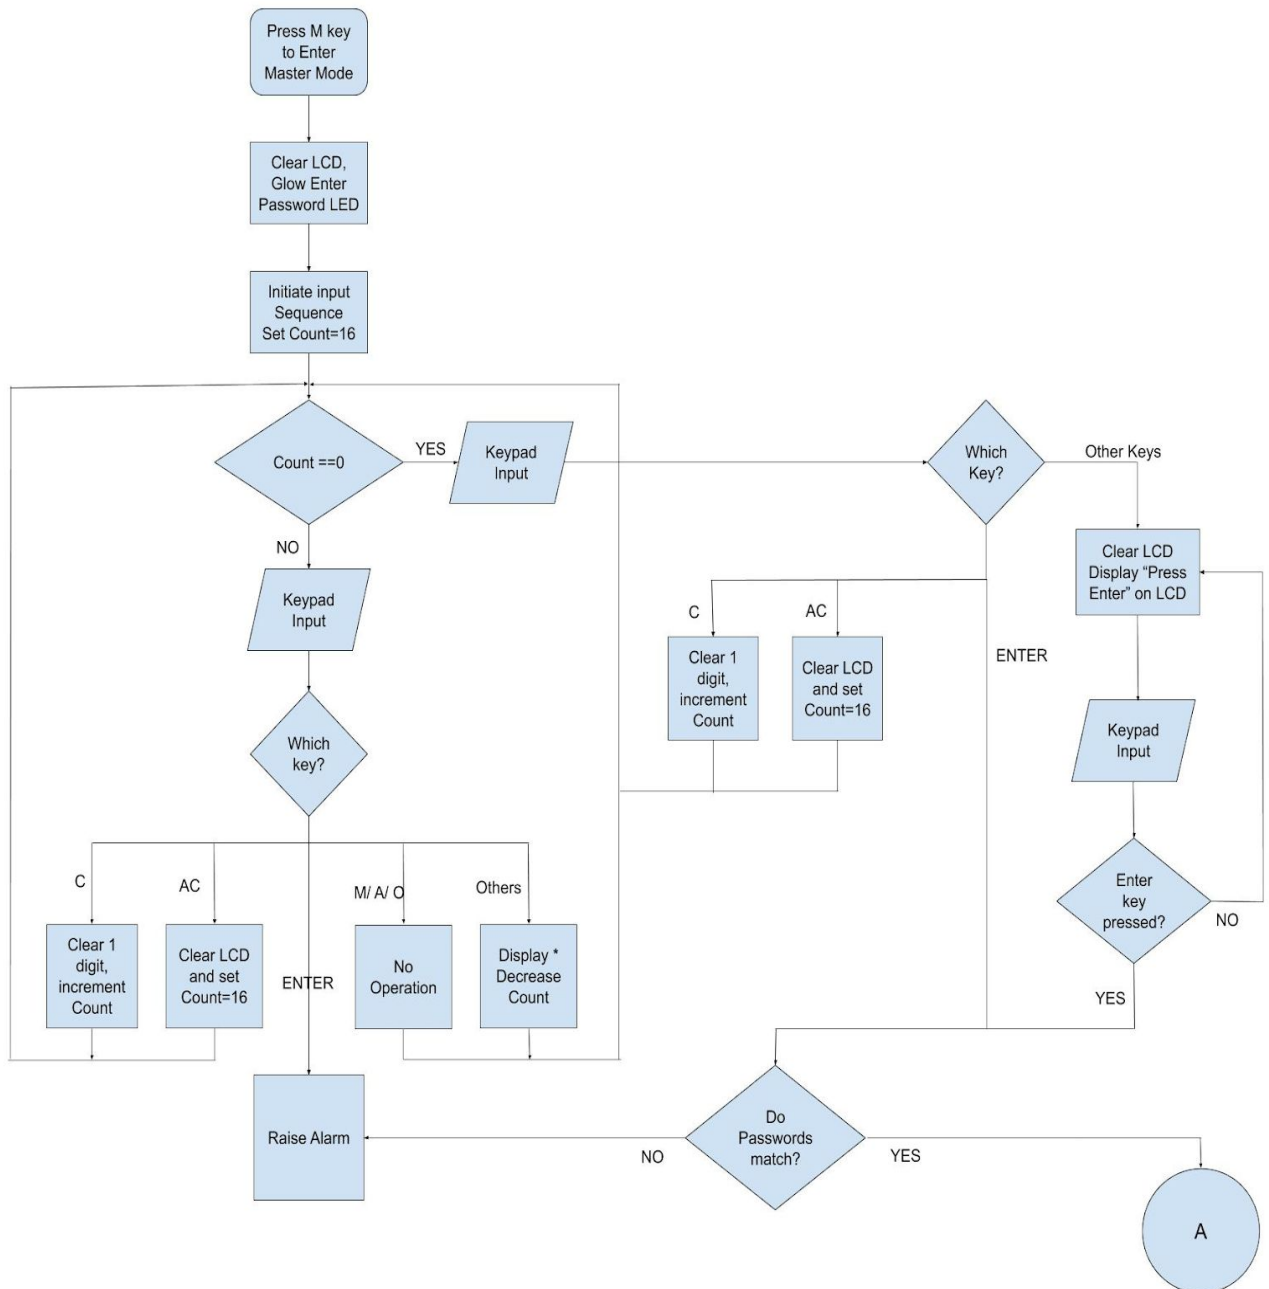 Press M key
to Enter
Master Mode
Clear LCD,
Glow Enter
Password LED
Initiate input
Sequence
Set Count=16
Count ==0
YES
Keypad
Input
Which
Key?
Other Keys
NO
Keypad
Input
Which
key?
C
AC
ENTER
M/ A/ O
Others
Clear 1
digit,
increment
Count
Clear LCD
and set
Count=16
No
Operation
Display *
Decrease
Count
Raise Alarm
C
AC
ENTER
Clear 1
digit,
increment
Count
Clear LCD
and set
Count=16
Clear LCD
Display “Press
Enter” on LCD
Keypad
Input
Enter
key
pressed?
NO
YES
Do
Passwords
match?
NO
YES
A